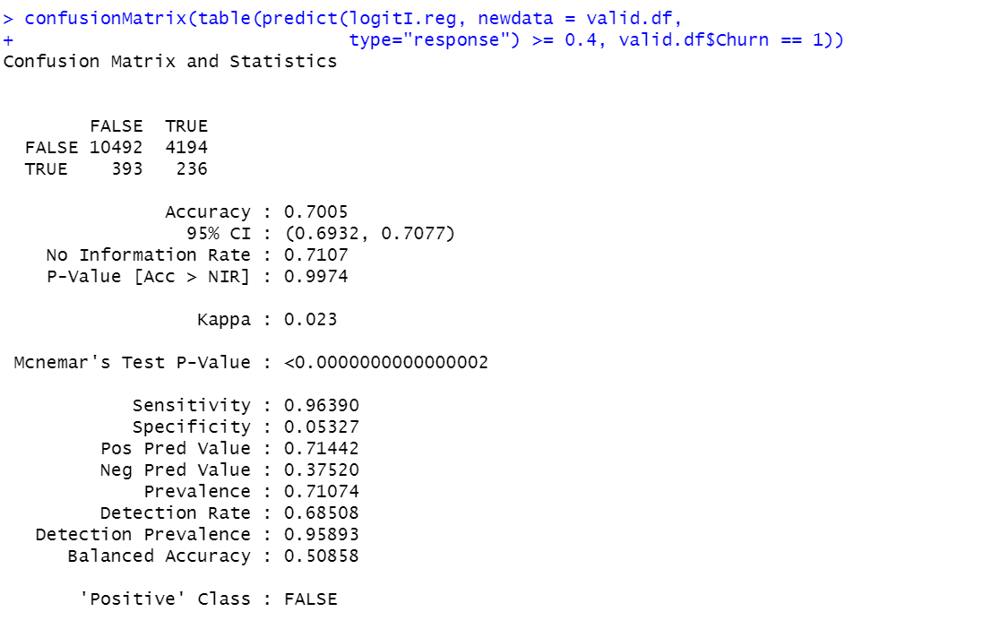 > confusionMatrix(table(predict(logitI.reg, newdata = valid.df,
+                                type="response") >= 0.4, valid.df$Churn == 1))
Confusion Matrix and Statistics

       FALSE  TRUE
  FALSE 10492  4194
  TRUE    393   236

               Accuracy : 0.7005
                 95% CI : (0.6932, 0.7077)
    No Information Rate : 0.7107
    P-Value [Acc > NIR] : 0.9974

                  Kappa : 0.023

 Mcnemar's Test P-Value : <0.0000000000000002

            Sensitivity : 0.96390
            Specificity : 0.05327
         Pos Pred Value : 0.71442
         Neg Pred Value : 0.37520
             Prevalence : 0.71074
         Detection Rate : 0.68508
   Detection Prevalence : 0.95893
      Balanced Accuracy : 0.50858

       'Positive' Class : FALSE